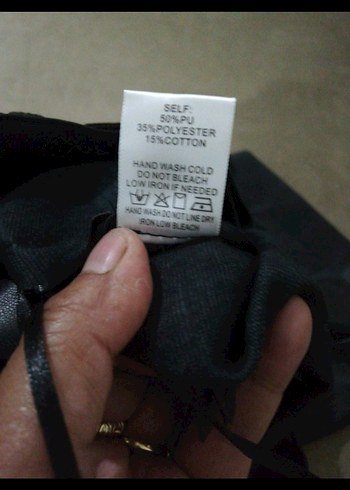 SELF:
50%PU
35%POLYESTER
15%COTTON
HAND WASH COLD
DO NOT BLEACH
LOW IRON IF NEEDED
HAND WASH DO NOT LINE DRY
IRON LOW BLEACH